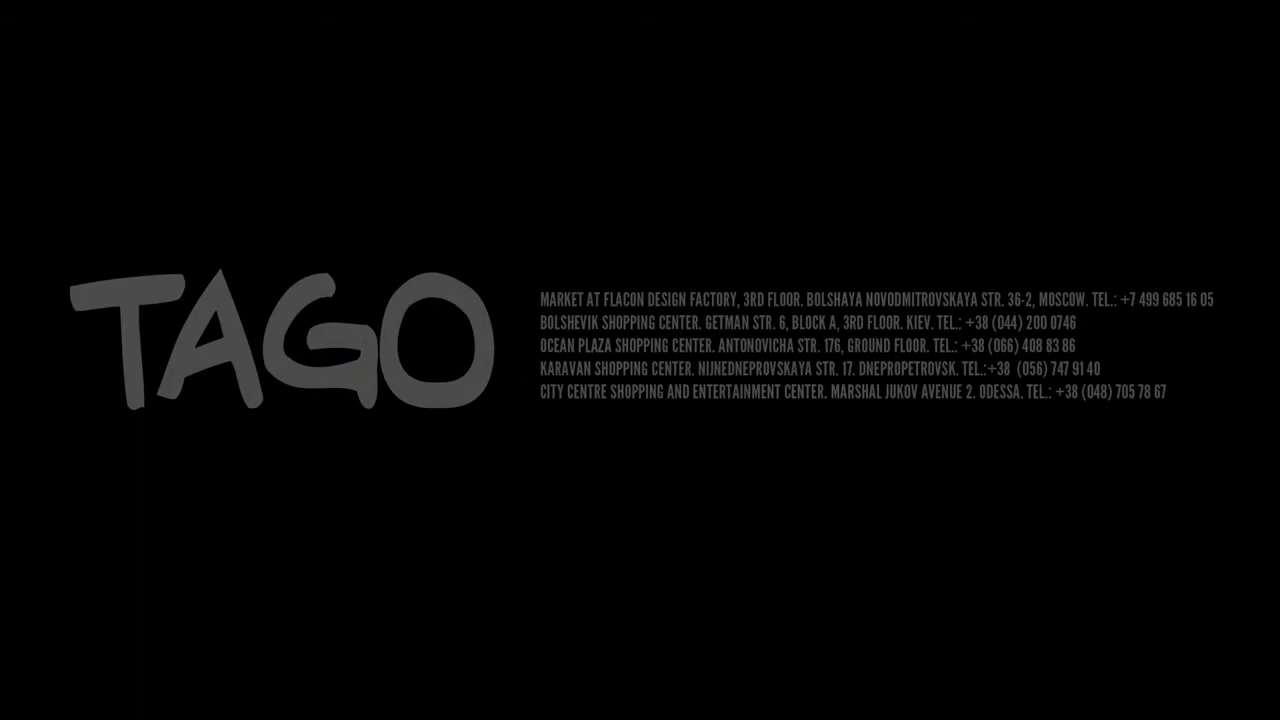 TAGO
MARKET AT FLACON DESIGN FACTORY, 3RD FLOOR. BOLSHAYA NOVODMITROVSKAYA STR. 36-2, MOSCOW. TEL.: +7 499 685 16 05
BOLSHEVIK SHOPPING CENTER. GETMAN STR. 6, BLOCK A, 3RD FLOOR. KIEV. TEL.: +38 (044) 200 0746
OCEAN PLAZA SHOPPING CENTER. ANTONOVICHA STR. 176, GROUND FLOOR. TEL.: +38 (066) 408 83 86
KARAVAN SHOPPING CENTER. NIJNEDNEPROVSKAYA STR. 17. DNEPROPETROVSK. TEL.:+38 (056) 747 91 40
CITY CENTRE SHOPPING AND ENTERTAINMENT CENTER. MARSHAL JUKOV AVENUE 2. ODESSA. TEL.: +38 (048) 705 78 67